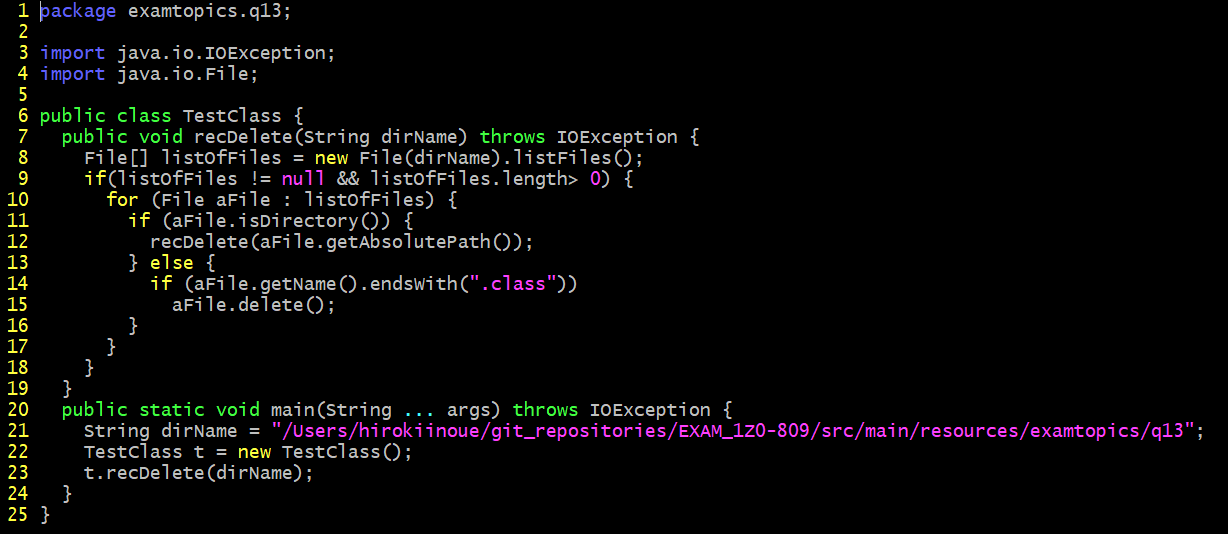 1 package examtopics.q13;
2
3 import java.io.IOException;
4 import java.io.File;
5
6 public class TestClass {
7   public void recDelete(String dirName) throws IOException {
8     File[] listOfFiles = new File(dirName).listFiles();
9     if(listOfFiles != null && listOfFiles.length> 0) {
10       for (File aFile : listOfFiles) {
11         if (aFile.isDirectory()) {
12           recDelete(aFile.getAbsolutePath());
13         } else {
14           if (aFile.getName().endsWith(".class"))
15             aFile.delete();
16         }
17       }
18     }
19   }
20   public static void main(String ... args) throws IOException {
21     String dirName = "/Users/hirokiinoue/git_repositories/EXAM_1Z0-809/src/main/resources/examtopics/q13";
22     TestClass t = new TestClass();
23     t.recDelete(dirName);
24   }
25 }